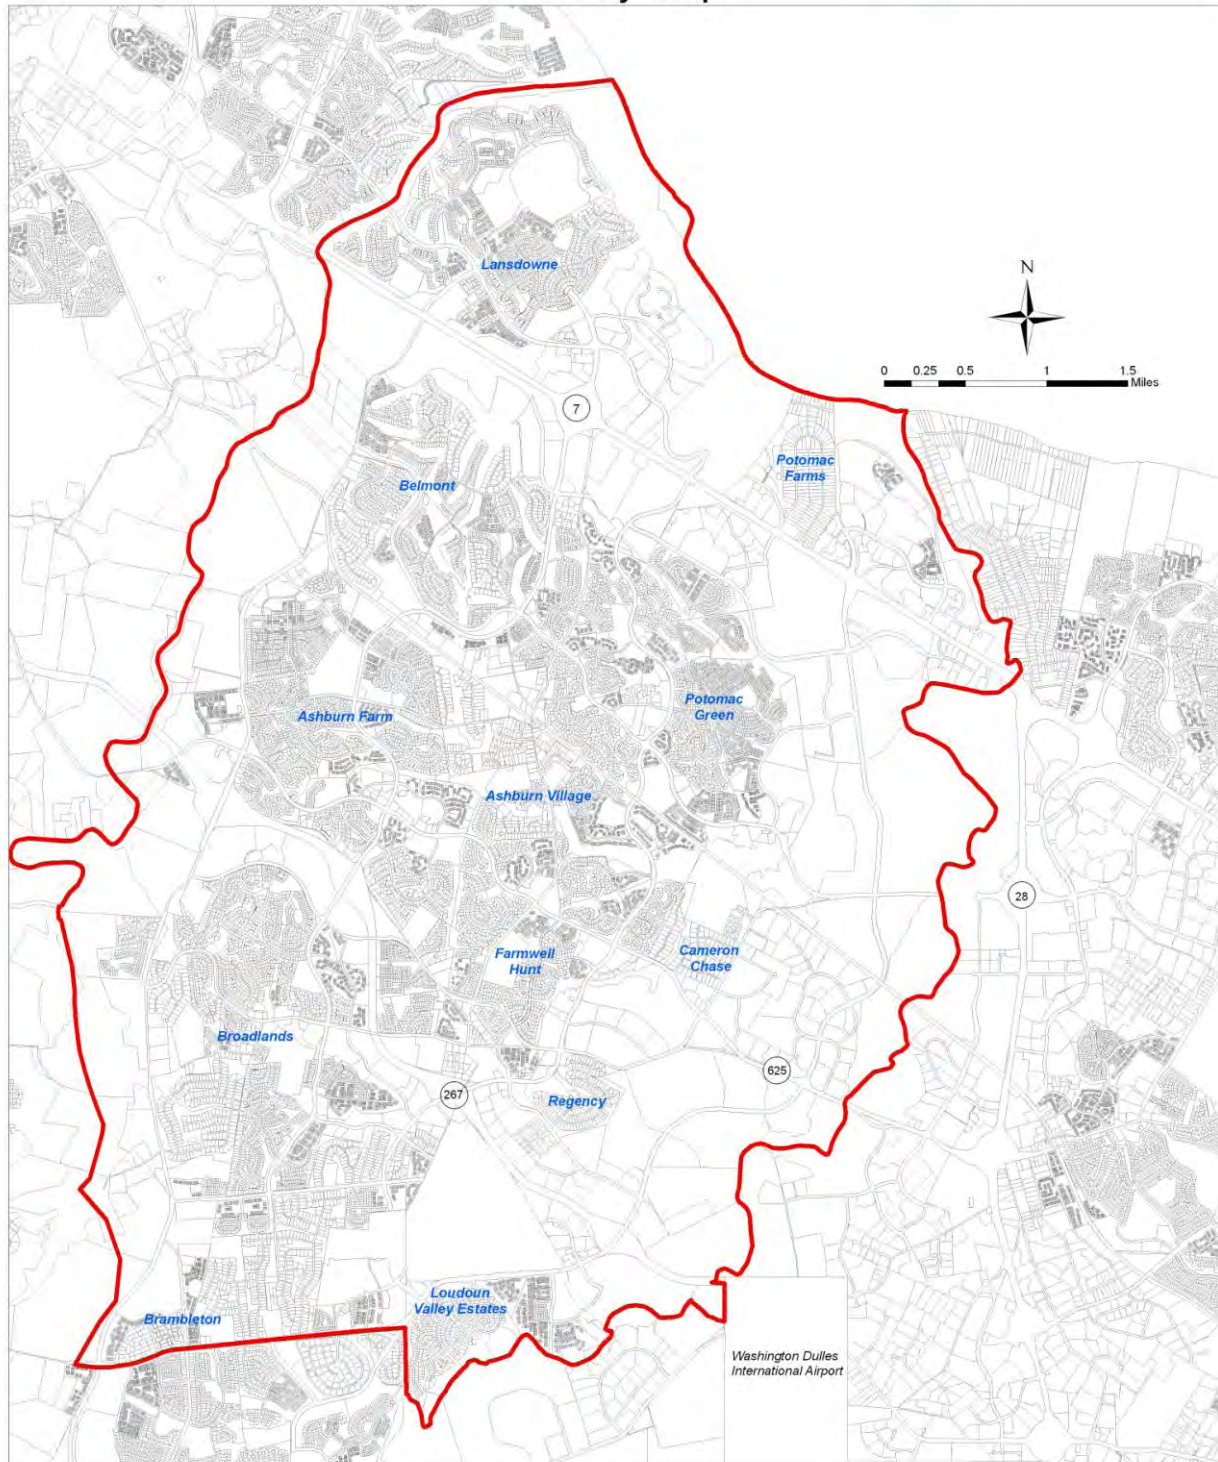 Lansdowne
N
0 0.25 0.5 1 1.5
Miles
7
Potomac
Farms
Belmont
Potomac
Green
Ashburn Farm
Ashburn Village
28
Farmwell
Hunt
Cameron
Chase
Broadlands
625
267
Regency
Loudoun
Valley Estates
Brambleton
Washington Dulles
International Airport